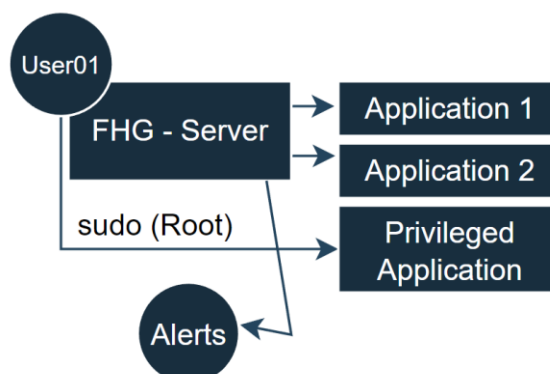 User01
FHG - Server
Application 1
Application 2
sudo (Root)
Privileged
Application
Alerts